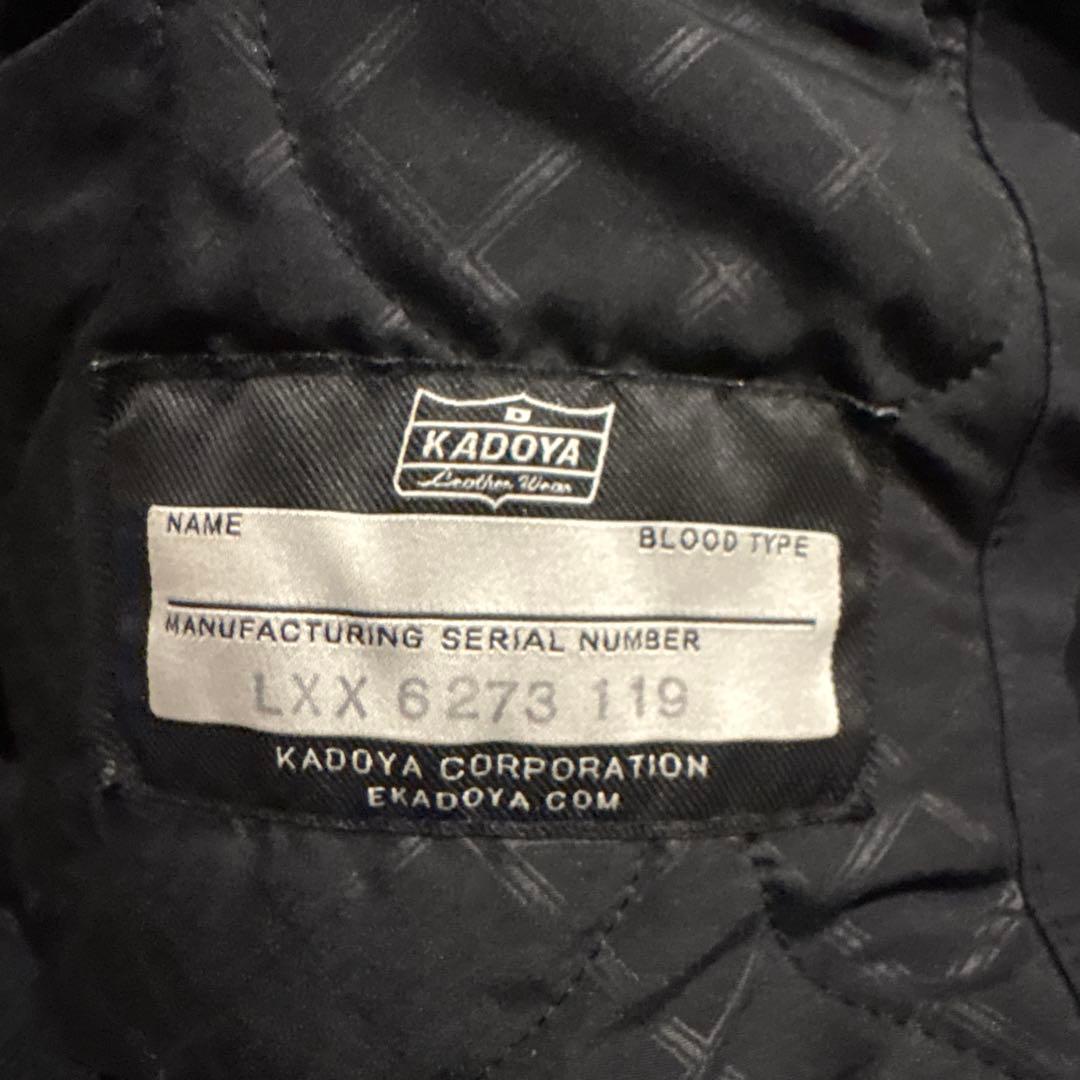 KADOYA
Leather Wear
NAME BLOOD TYPE
MANUFACTURING SERIAL NUMBER
LXX 6273 119
KADOYA CORPORATION
EKADOYA.COM